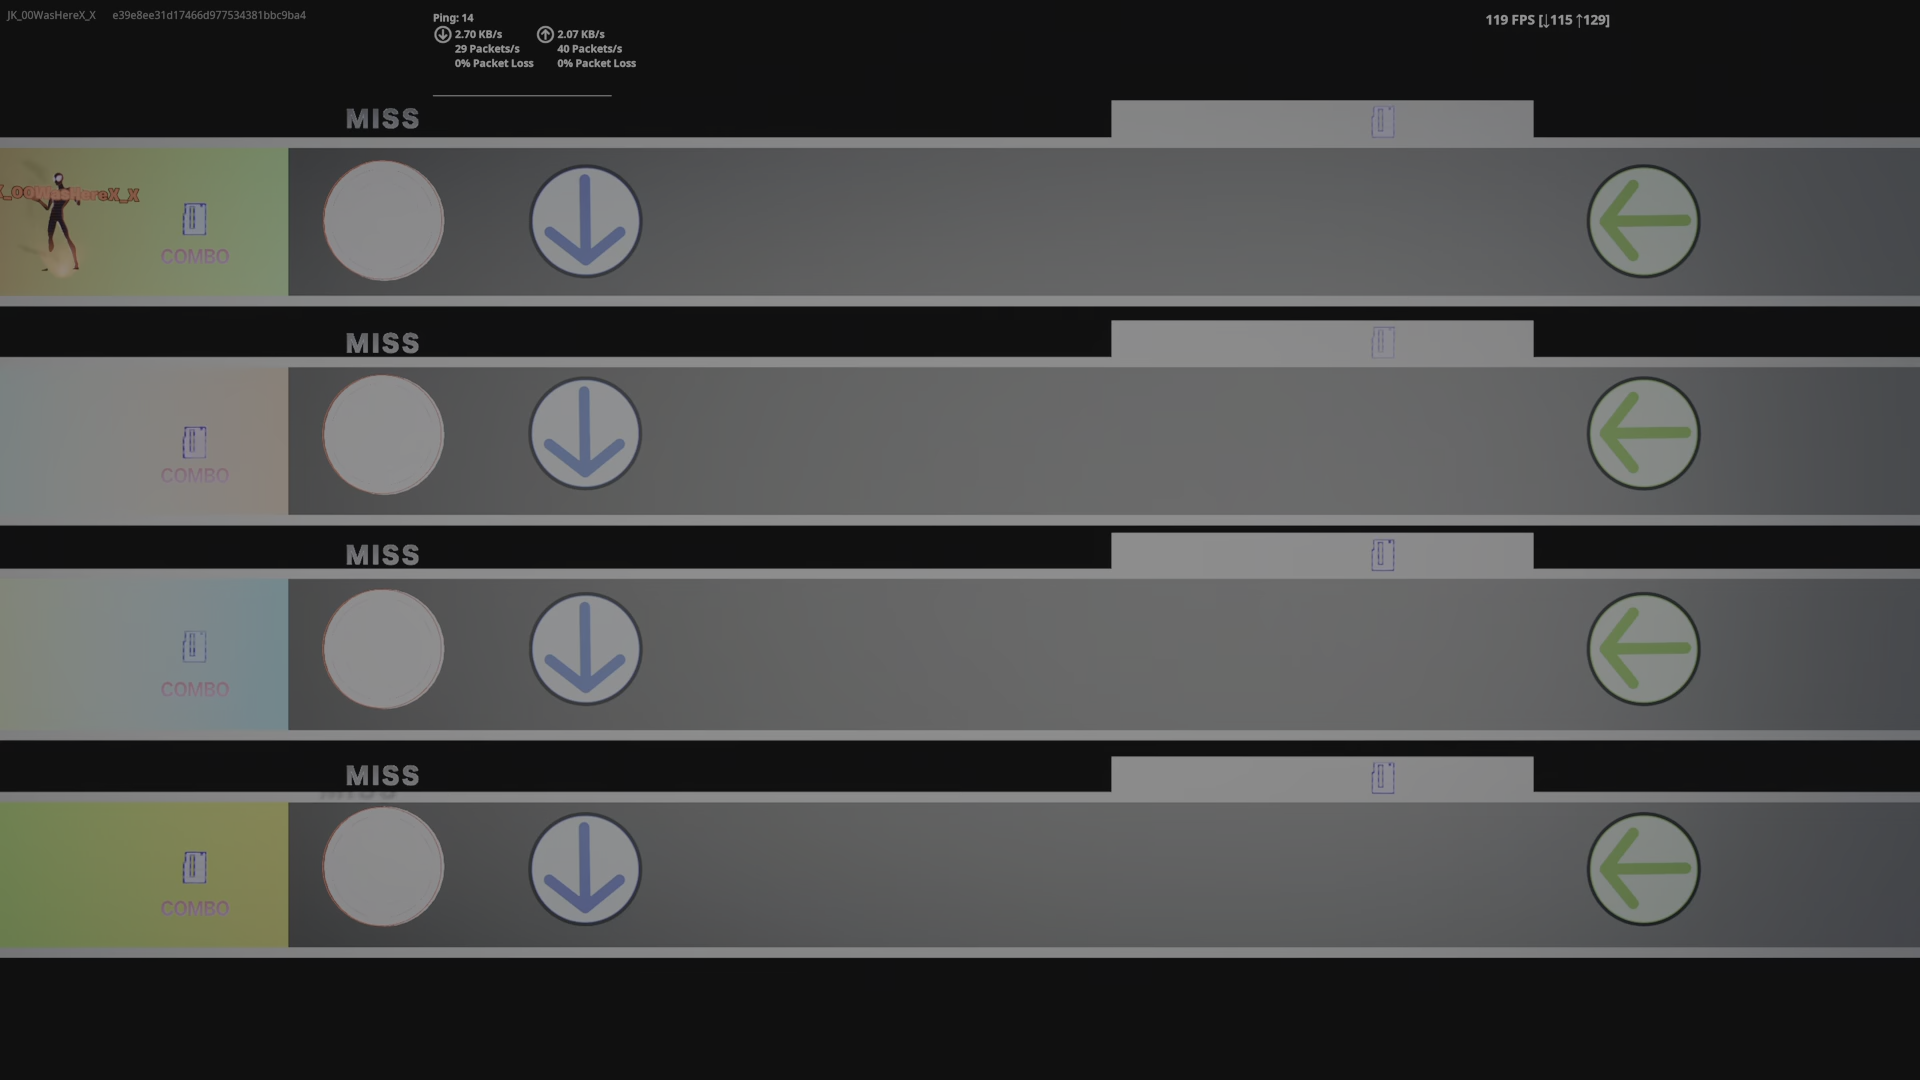 JK_00WasHereX_X e39e8ee31d17466d977534381bbc9ba4
Ping: 14
2.70 KB/s 2.07 KB/s
29 Packets/s 40 Packets/s
0% Packet Loss 0% Packet Loss
119 FPS [↓115 ↑129]
MISS
K_00WasHereX_X
COMBO
MISS
COMBO
MISS
COMBO
MISS
COMBO